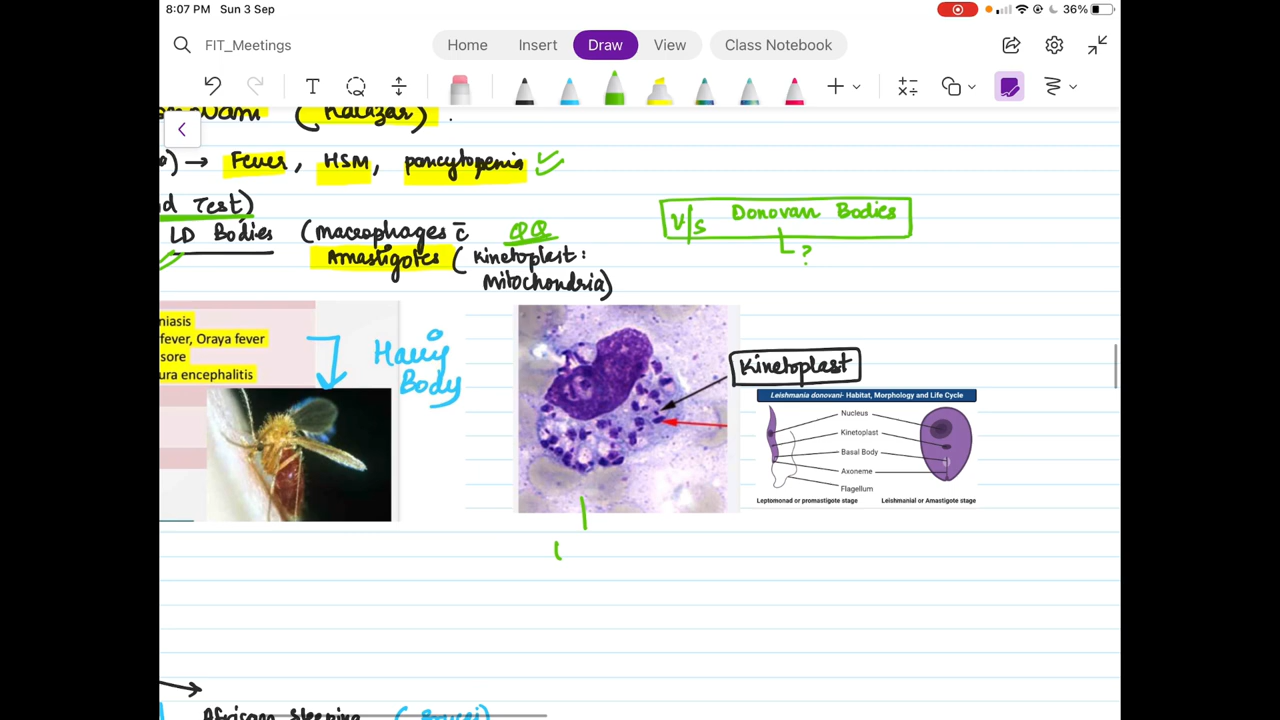 8:07 PM Sun 3 Sep
36%
FIT_Meetings
Home Insert Draw View Class Notebook
(Kalazar) .
→ Fever, HSM, pancytopenia
d Test)
LD Bodies (macrophages c̄
QQ
Amastigotes (Kinetoplast:
Mitochondria)
V/s Donovan Bodies
?
niasis
fever, Oraya fever
sore
ura encephalitis
Hairy
Body
Kinetoplast
Leishmania donovani- Habitat, Morphology and Life Cycle
Nucleus
Kinetoplast
Basal Body
Axoneme
Flagellum
Leptomonad or promastigote stage
Leishmanial or Amastigote stage
African sleeping (Brucei)